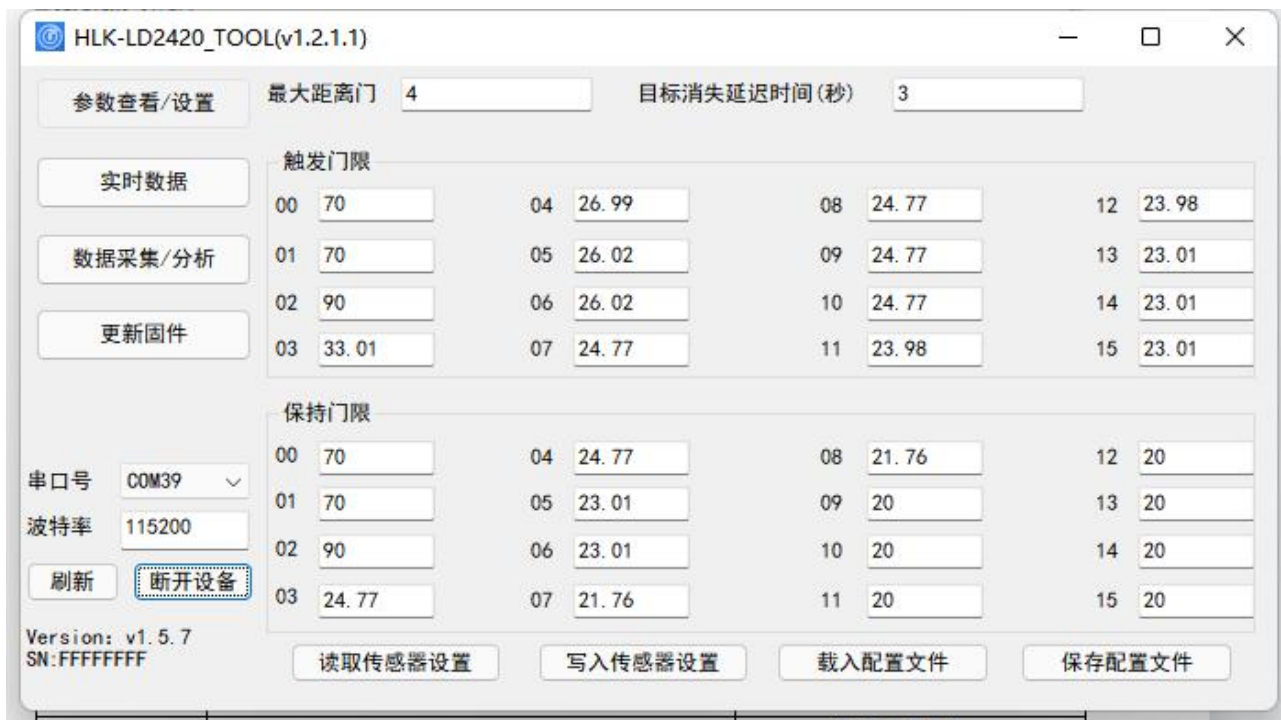 HLK-LD2420_TOOL(v1.2.1.1)
参数查看/设置
最大距离门 4 目标消失延迟时间(秒) 3
实时数据
数据采集/分析
更新固件
触发门限
00 70 04 26.99 08 24.77 12 23.98
01 70 05 26.02 09 24.77 13 23.01
02 90 06 26.02 10 24.77 14 23.01
03 33.01 07 24.77 11 23.98 15 23.01
保持门限
00 70 04 24.77 08 21.76 12 20
01 70 05 23.01 09 20 13 20
02 90 06 23.01 10 20 14 20
03 24.77 07 21.76 11 20 15 20
串口号 COM39
波特率 115200
刷新 断开设备
Version: v1.5.7
SN:FFFFFFFF
读取传感器设置 写入传感器设置 载入配置文件 保存配置文件